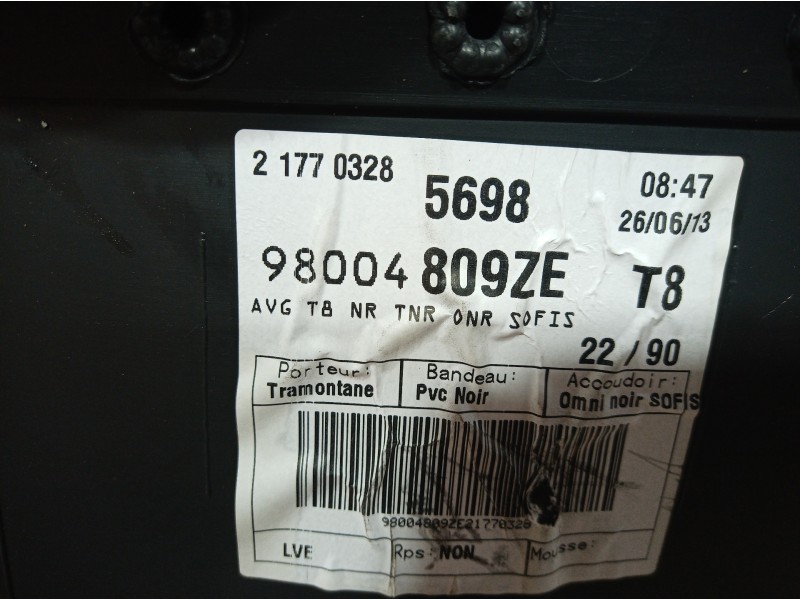 2 177 0328
5698
08:47
26/06/13
98004 809ZE T8
AVG T8 NR TNR ONR SOFIS
22 / 90
Porteur: Bandeau: Accoudoir:
Tramontane Pvc Noir Omni noir SOFIS
98004809ZE21770328
LVE Rps: NON Mousse: